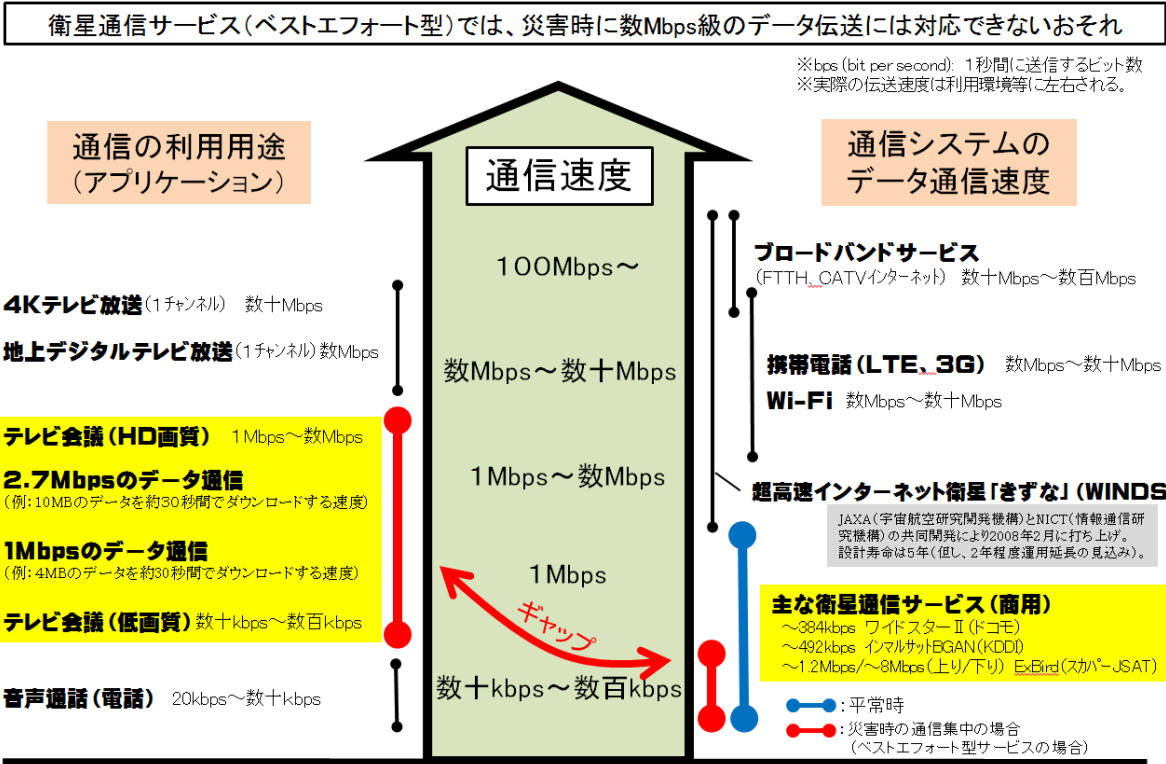 衛星通信サービス(ベストエフォート型)では、災害時に数Mbps級のデータ伝送には対応できないおそれ
※bps(bit per second): 1秒間に送信するビット数
※実際の伝送速度は利用環境等に左右される。
通信の利用用途
(アプリケーション)
通信速度
通信システムの
データ通信速度
100Mbps～
数Mbps～数十Mbps
1Mbps～数Mbps
1Mbps
ギャップ
数十kbps～数百kbps
4Kテレビ放送(1チャンネル) 数十Mbps
地上デジタルテレビ放送(1チャンネル)数Mbps
テレビ会議(HD画質) 1Mbps～数Mbps
2.7Mbpsのデータ通信
(例:10MBのデータを約30秒間でダウンロードする速度)
1Mbpsのデータ通信
(例:4MBのデータを約30秒間でダウンロードする速度)
テレビ会議(低画質)数十kbps～数百kbps
音声通話(電話) 20kbps～数十kbps
ブロードバンドサービス
(FTTH、CATVインターネット) 数十Mbps～数百Mbps
携帯電話(LTE、3G) 数Mbps～数十Mbps
Wi-Fi 数Mbps～数十Mbps
超高速インターネット衛星「きずな」(WINDS
JAXA(宇宙航空研究開発機構)とNICT(情報通信研
究機構)の共同開発により2008年2月に打ち上げ。
設計寿命は5年(但し、2年程度運用延長の見込み)。
主な衛星通信サービス(商用)
～384kbps ワイドスターⅡ(ドコモ)
～492kbps インマルサットBGAN(KDDI)
～1.2Mbps/～8Mbps(上り/下り) ExBird(スカパーJSAT)
:平常時
:災害時の通信集中の場合
(ベストエフォート型サービスの場合)